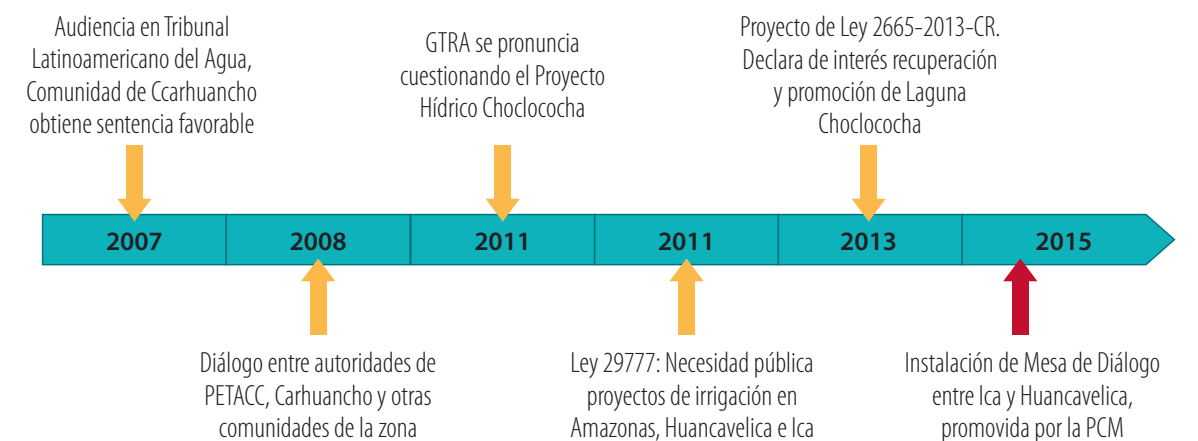 Audiencia en Tribunal
Latinoamericano del Agua,
Comunidad de Ccarhuancho
obtiene sentencia favorable
GTRA se pronuncia
cuestionando el Proyecto
Hídrico Choclococha
Proyecto de Ley 2665-2013-CR.
Declara de interés recuperación
y promoción de Laguna
Choclococha
2007
2008
2011
2011
2013
2015
Diálogo entre autoridades de
PETACC, Carhuancho y otras
comunidades de la zona
Ley 29777: Necesidad pública
proyectos de irrigación en
Amazonas, Huancavelica e Ica
Instalación de Mesa de Diálogo
entre Ica y Huancavelica,
promovida por la PCM